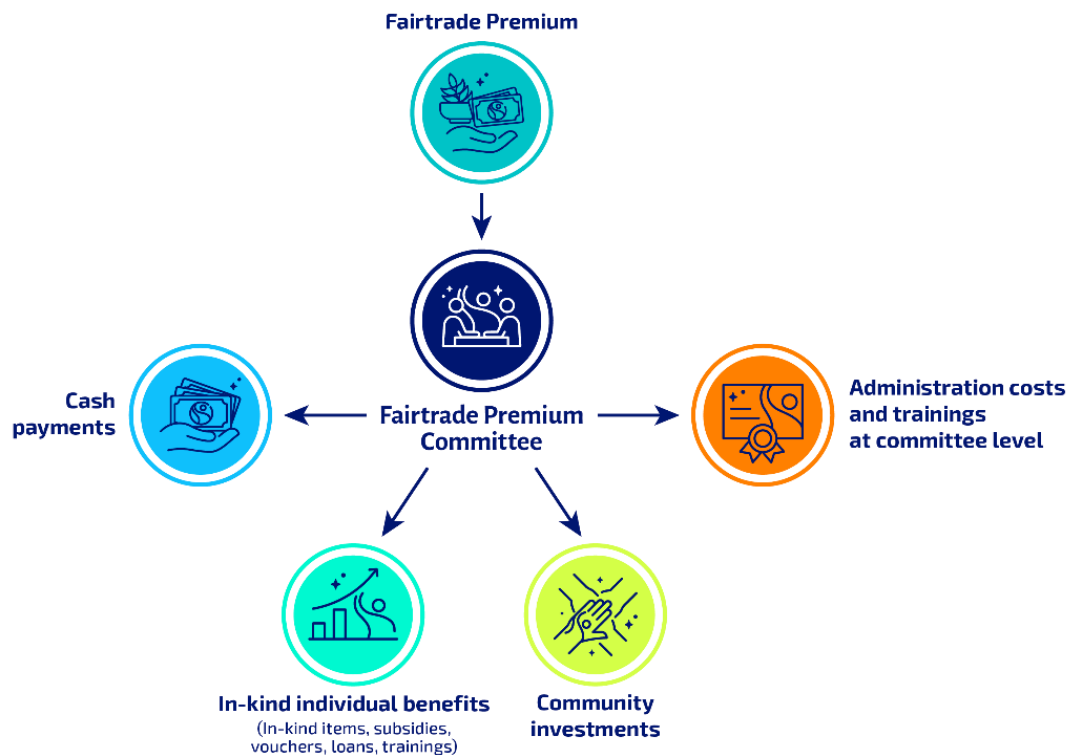 Fairtrade Premium
Cash
payments
Fairtrade Premium
Committee
Administration costs
and trainings
at committee level
In-kind individual benefits
(In-kind items, subsidies,
vouchers, loans, trainings)
Community
investments